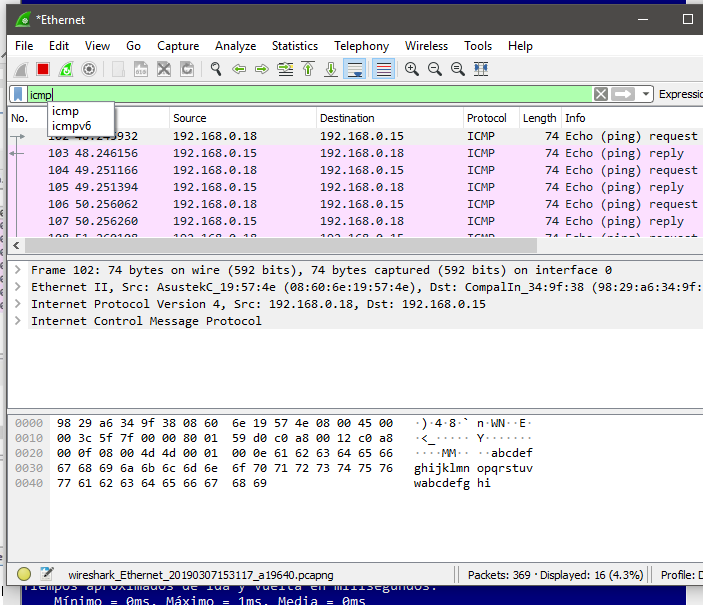 *Ethernet
File Edit View Go Capture Analyze Statistics Telephony Wireless Tools Help
icmp Expressio
icmp
icmpv6
No. Source Destination Protocol Length Info
192.168.0.18 192.168.0.15 ICMP 74 Echo (ping) request
103 48.246156 192.168.0.15 192.168.0.18 ICMP 74 Echo (ping) reply
104 49.251166 192.168.0.18 192.168.0.15 ICMP 74 Echo (ping) request
105 49.251394 192.168.0.15 192.168.0.18 ICMP 74 Echo (ping) reply
106 50.256062 192.168.0.18 192.168.0.15 ICMP 74 Echo (ping) request
107 50.256260 192.168.0.15 192.168.0.18 ICMP 74 Echo (ping) reply
Frame 102: 74 bytes on wire (592 bits), 74 bytes captured (592 bits) on interface 0
Ethernet II, Src: AsustekC_19:57:4e (08:60:6e:19:57:4e), Dst: CompalIn_34:9f:38 (98:29:a6:34:9f:
Internet Protocol Version 4, Src: 192.168.0.18, Dst: 192.168.0.15
Internet Control Message Protocol
0000 98 29 a6 34 9f 38 08 60 6e 19 57 4e 08 00 45 00 ·)·4·8·` n·WN··E·
0010 00 3c 5f 7f 00 00 80 01 59 d0 c0 a8 00 12 c0 a8 ·<_····· Y·······
0020 00 0f 08 00 4d 4d 00 01 00 0e 61 62 63 64 65 66 ····MM·· ··abcdef
0030 67 68 69 6a 6b 6c 6d 6e 6f 70 71 72 73 74 75 76 ghijklmn opqrstuv
0040 77 61 62 63 64 65 66 67 68 69 wabcdefg hi
wireshark_Ethernet_20190307153117_a19640.pcapng Packets: 369 · Displayed: 16 (4.3%) Profile: D
Tiempos aproximados de ida y vuelta en milisegundos:
Mínimo = 0ms, Máximo = 1ms, Media = 0ms